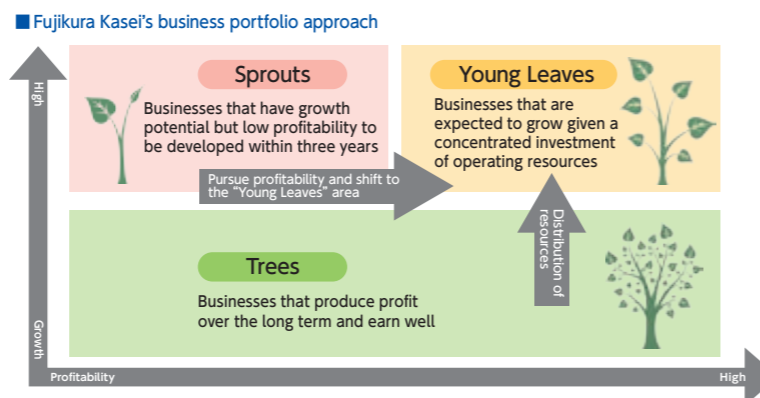 Fujikura Kasei's business portfolio approach
High
Sprouts
Businesses that have growth
potential but low profitability to
be developed within three years
Young Leaves
Businesses that are
expected to grow given a
concentrated investment
of operating resources
Pursue profitability and shift to
the “Young Leaves” area
Distribution of
resources
Trees
Businesses that produce profit
over the long term and earn well
Growth
Profitability
High